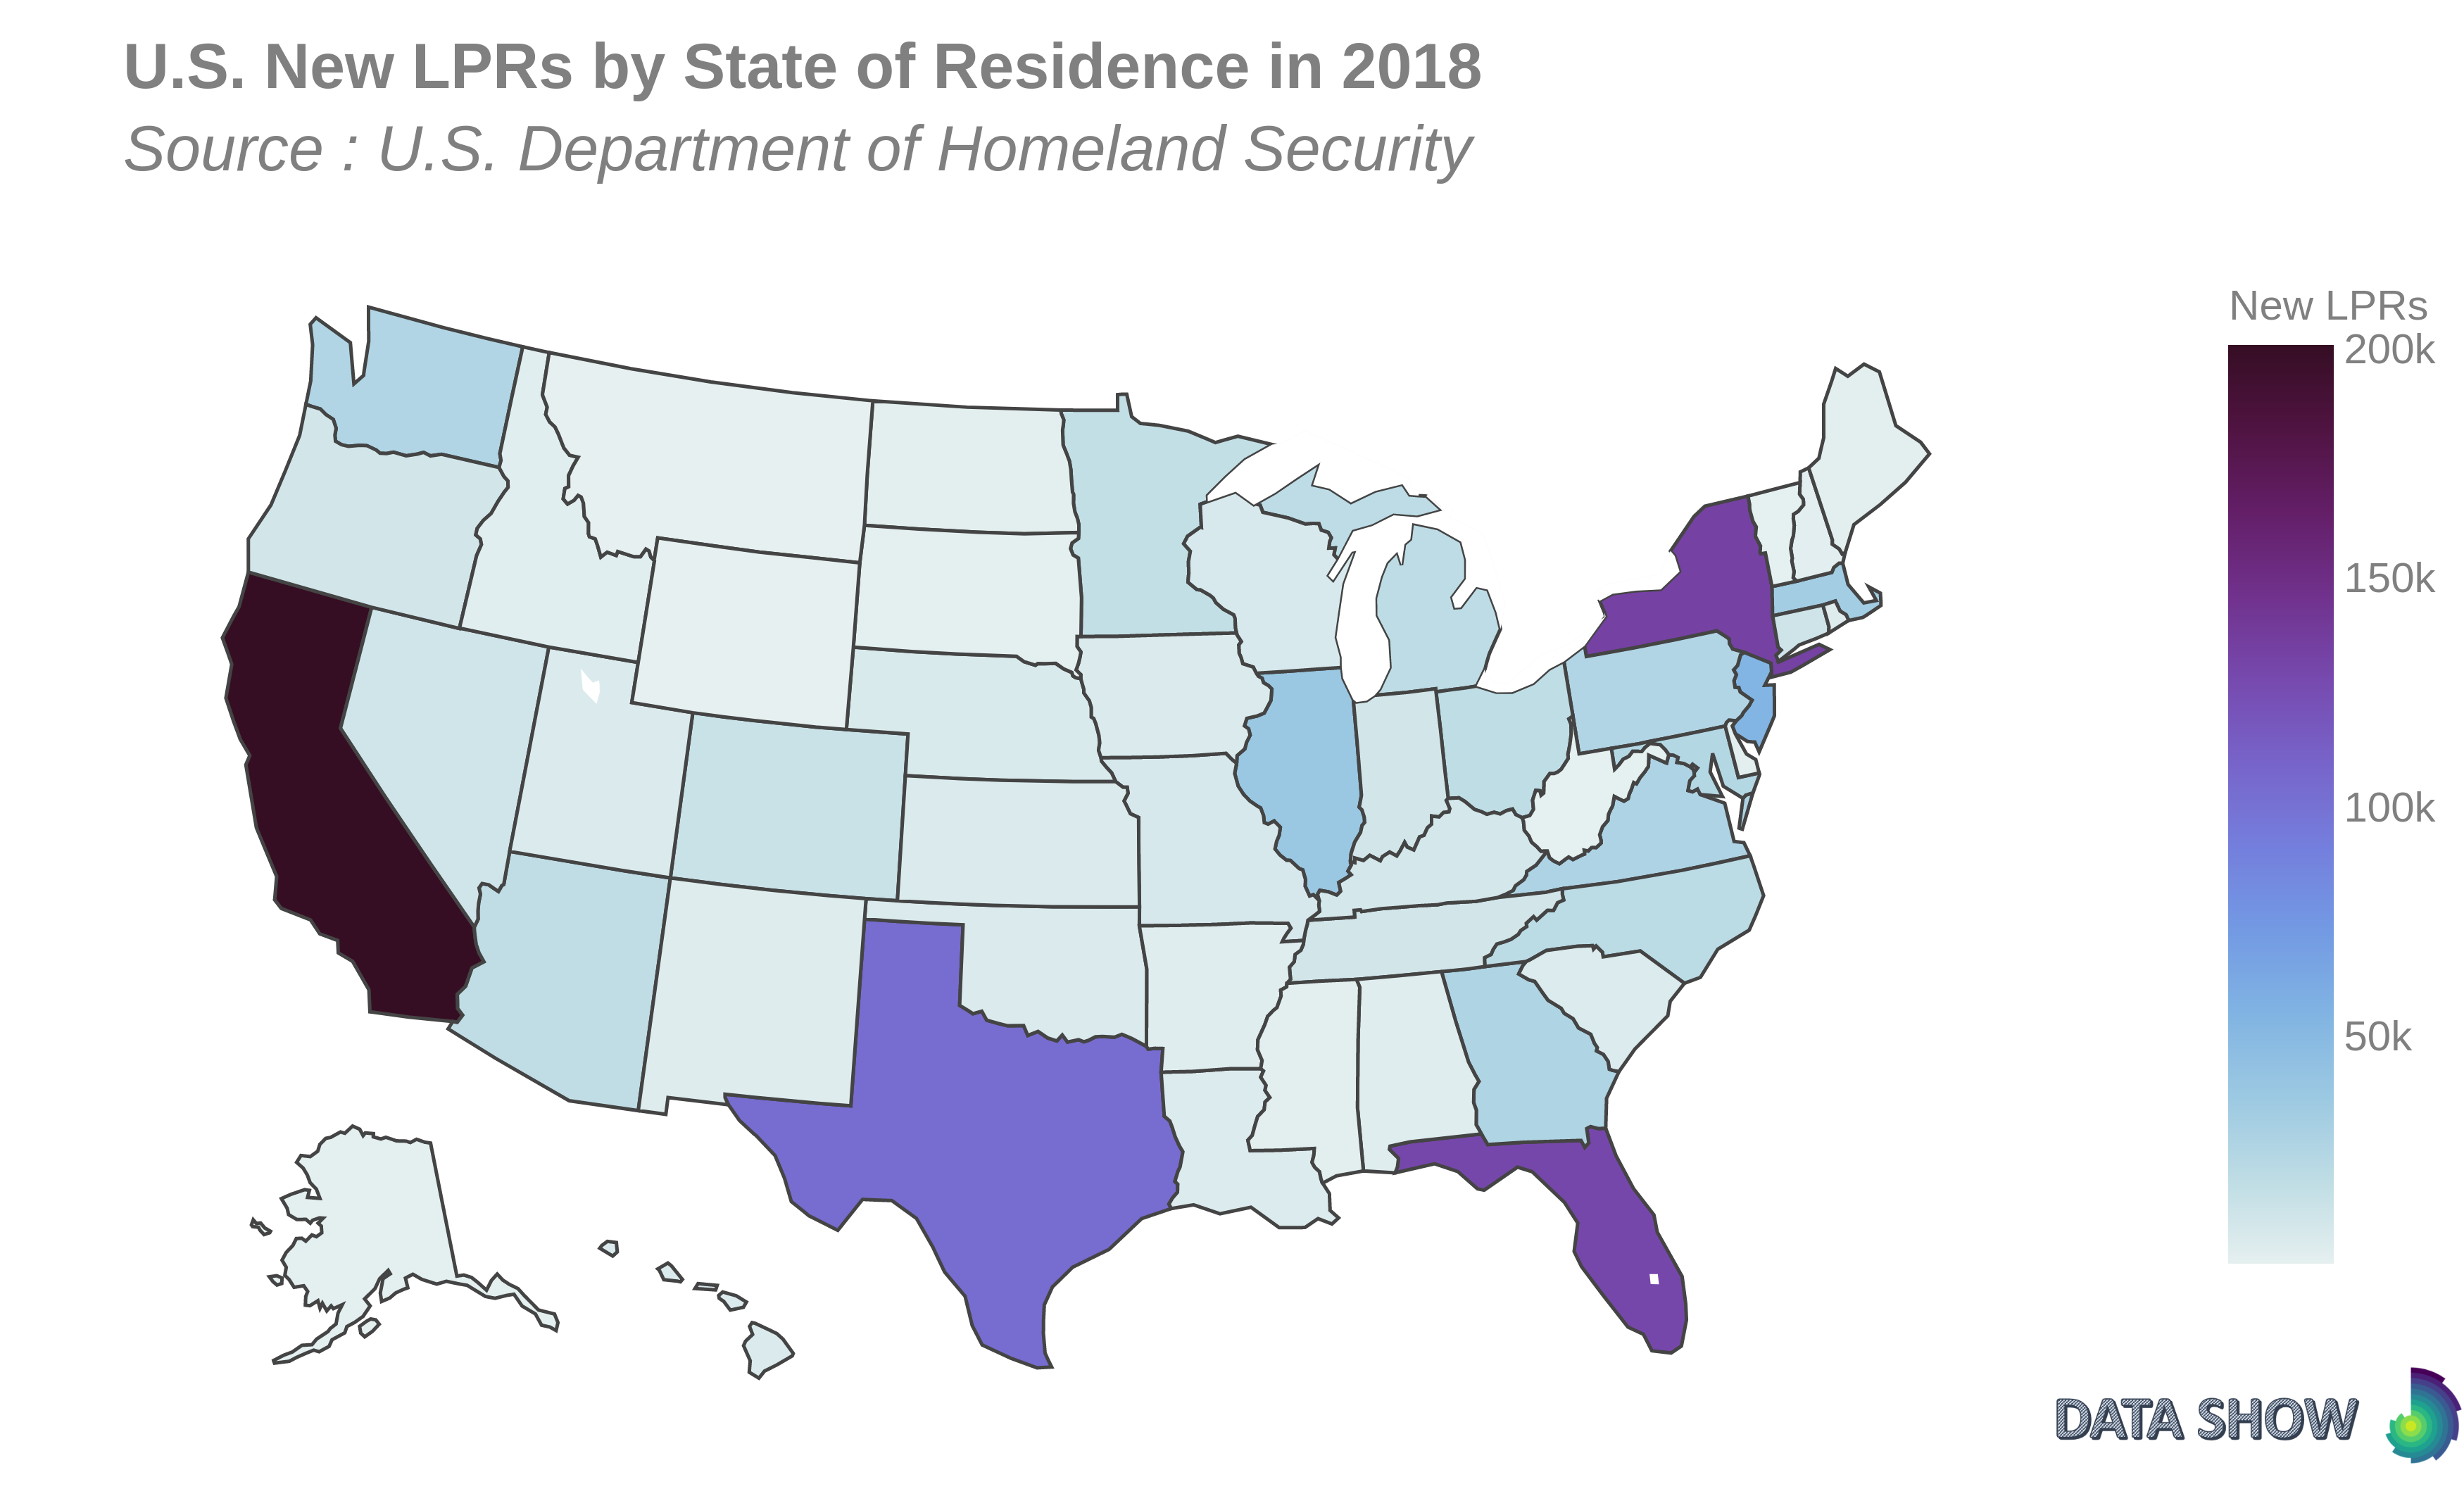 U.S. New LPRs by State of Residence in 2018
Source : U.S. Department of Homeland Security
New LPRs
200k
150k
100k
50k
DATA SHOW